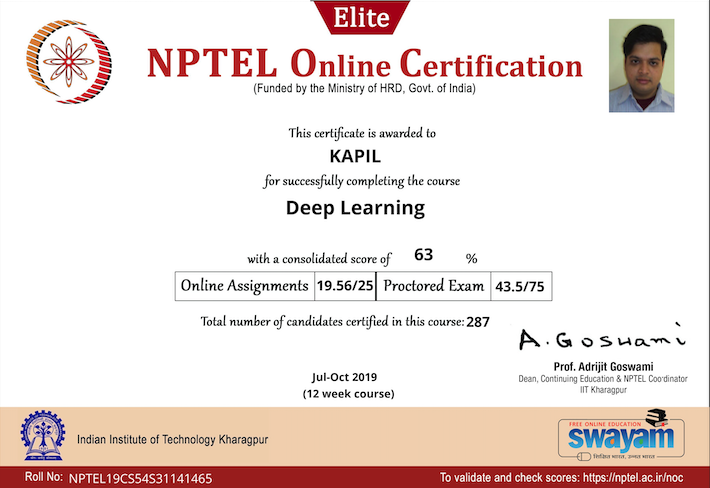 Elite
NPTEL Online Certification
(Funded by the Ministry of HRD, Govt. of India)
This certificate is awarded to
KAPIL
for successfully completing the course
Deep Learning
with a consolidated score of 63 %
Online Assignments 19.56/25 Proctored Exam 43.5/75
Total number of candidates certified in this course: 287
A. Goswami
Prof. Adrijit Goswami
Dean, Continuing Education & NPTEL Coordinator
IIT Kharagpur
Jul-Oct 2019
(12 week course)
Indian Institute of Technology Kharagpur
FREE ONLINE EDUCATION
swayam
शिक्षित भारत, उन्नत भारत
Roll No: NPTEL19CS54S31141465
To validate and check scores: https://nptel.ac.in/noc